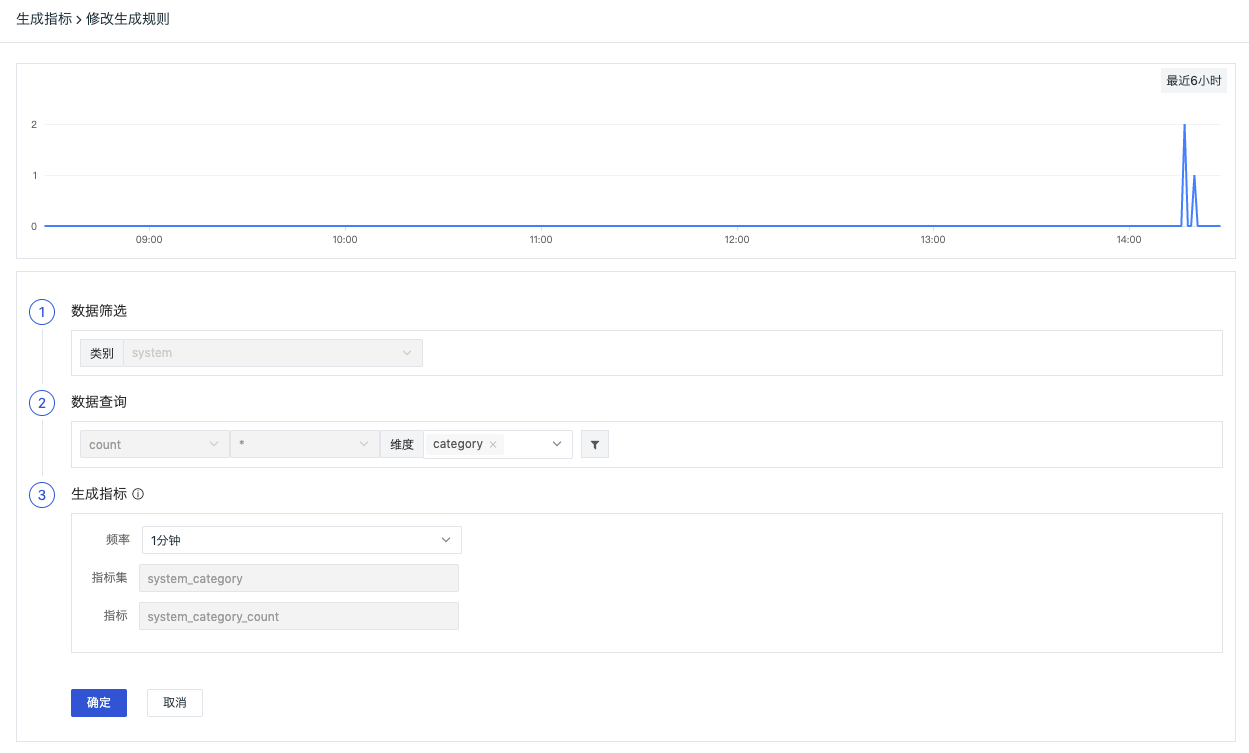 生成指标 > 修改生成规则
最近6小时
2
1
0
09:00 10:00 11:00 12:00 13:00 14:00
1 数据筛选
类别 system
2 数据查询
count * 维度 category ×
3 生成指标
频率 1分钟
指标集 system_category
指标 system_category_count
确定 取消